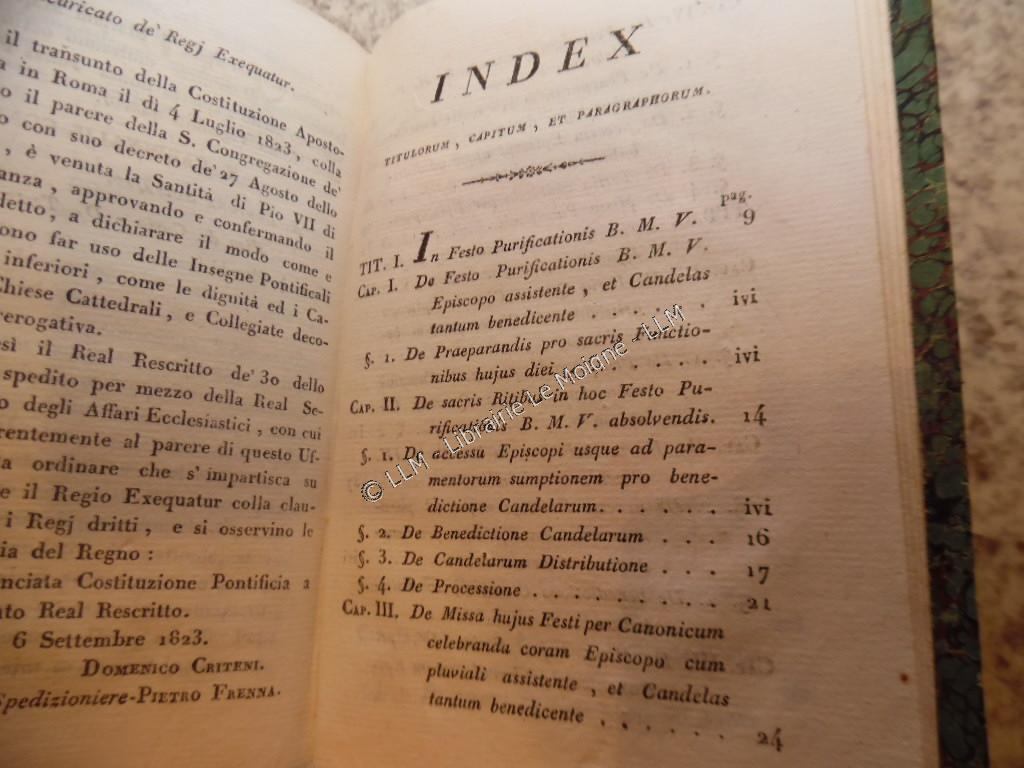 caricato de' Regj Exequatur.
il transunto della Costituzione Aposto-
a in Roma il dì 4 Luglio 1823, colla
o il parere della S. Congregazione de'
o con suo decreto de' 27 Agosto dello
, è venuta la Santità di Pio VII di
anza, approvando e confermando il
detto, a dichiarare il modo come e
ono far uso delle Insegne Pontificali
inferiori, come le dignità ed i Ca-
Chiese Cattedrali, e Collegiate deco-
rerogativa.
sì il Real Rescritto de' 30 dello
spedito per mezzo della Real Se-
o degli Affari Ecclesiastici, con cui
rentemente al parere di questo Uf-
a ordinare che s' impartisca su
e il Regio Exequatur colla clau-
i Regj dritti, e si osservino le
ia del Regno:
nciata Costituzione Pontificia a
ato Real Rescritto.
6 Settembre 1823.
DOMENICO CRITENI.
Spedizioniere-PIETRO FRENNA.
INDEX
TITULORUM, CAPITUM, ET PARAGRAPHORUM.
pag.
TIT. I. In Festo Purificationis B. M. V. 9
CAP. I. De Festo Purificationis B. M. V.
Episcopo assistente, et Candelas
tantum benedicente . . . . . . ivi
§. 1. De Praeparandis pro sacris Functio-
nibus hujus diei . . . . . . . . ivi
CAP. II. De sacris Ritibus in hoc Festo Pu-
rificationis B. M. V. absolvendis. 14
§. 1. De accessu Episcopi usque ad para-
mentorum sumptionem pro bene-
dictione Candelarum. . . . . . ivi
§. 2. De Benedictione Candelarum . . . 16
§. 3. De Candelarum Distributione . . . 17
§. 4. De Processione . . . . . . . . . 21
CAP. III. De Missa hujus Festi per Canonicum
celebranda coram Episcopo cum
pluviali assistente, et Candelas
tantum benedicente . . . . . . 24
© LLM Librairie Le Moigne LLM